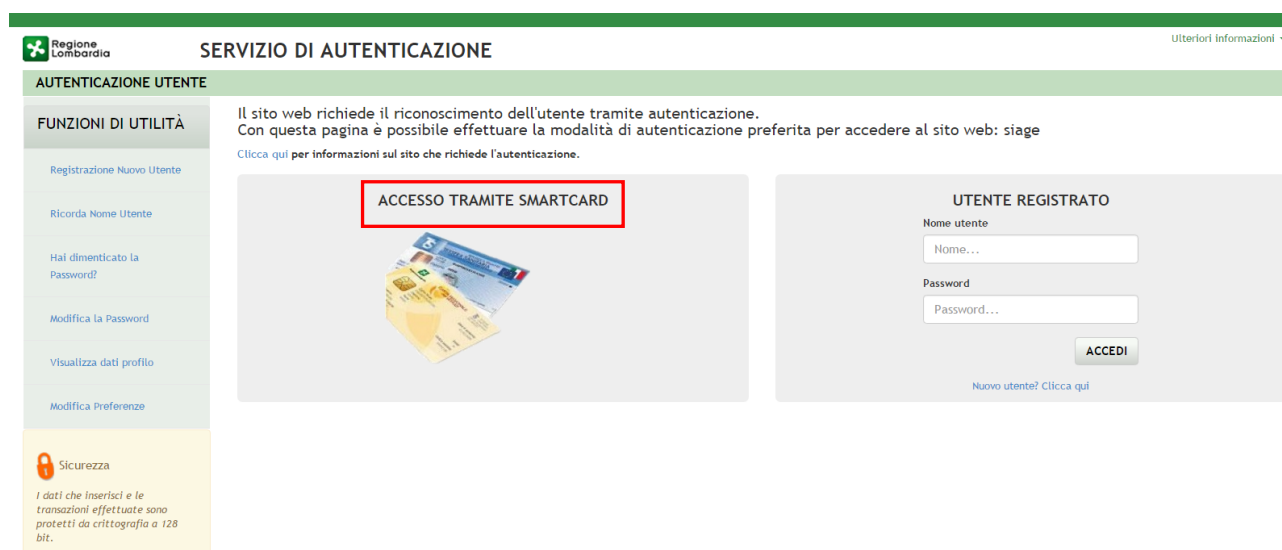 Regione
Lombardia
SERVIZIO DI AUTENTICAZIONE
Ulteriori informazioni
AUTENTICAZIONE UTENTE
FUNZIONI DI UTILITÀ
Registrazione Nuovo Utente
Ricorda Nome Utente
Hai dimenticato la
Password?
Modifica la Password
Visualizza dati profilo
Modifica Preferenze
Sicurezza
I dati che inserisci e le
transazioni effettuate sono
protetti da crittografia a 128
bit.
Il sito web richiede il riconoscimento dell'utente tramite autenticazione.
Con questa pagina è possibile effettuare la modalità di autenticazione preferita per accedere al sito web: siage
Clicca qui per informazioni sul sito che richiede l'autenticazione.
ACCESSO TRAMITE SMARTCARD
UTENTE REGISTRATO
Nome utente
Nome...
Password
Password...
ACCEDI
Nuovo utente? Clicca qui